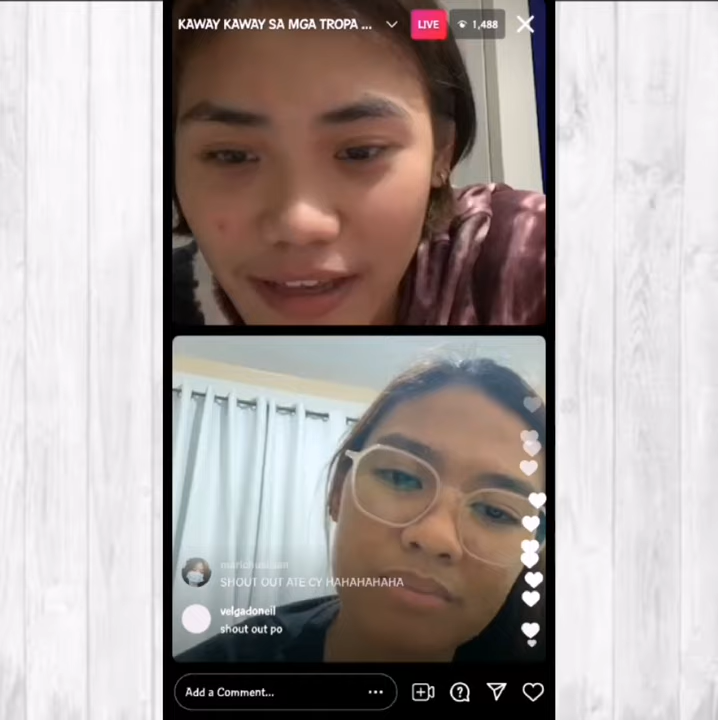 KAWAY KAWAY SA MGA TROPA ...
LIVE
1,488
SHOUT OUT ATE CY HAHAHAHAHA
velgadoneil
shout out po
Add a Comment...